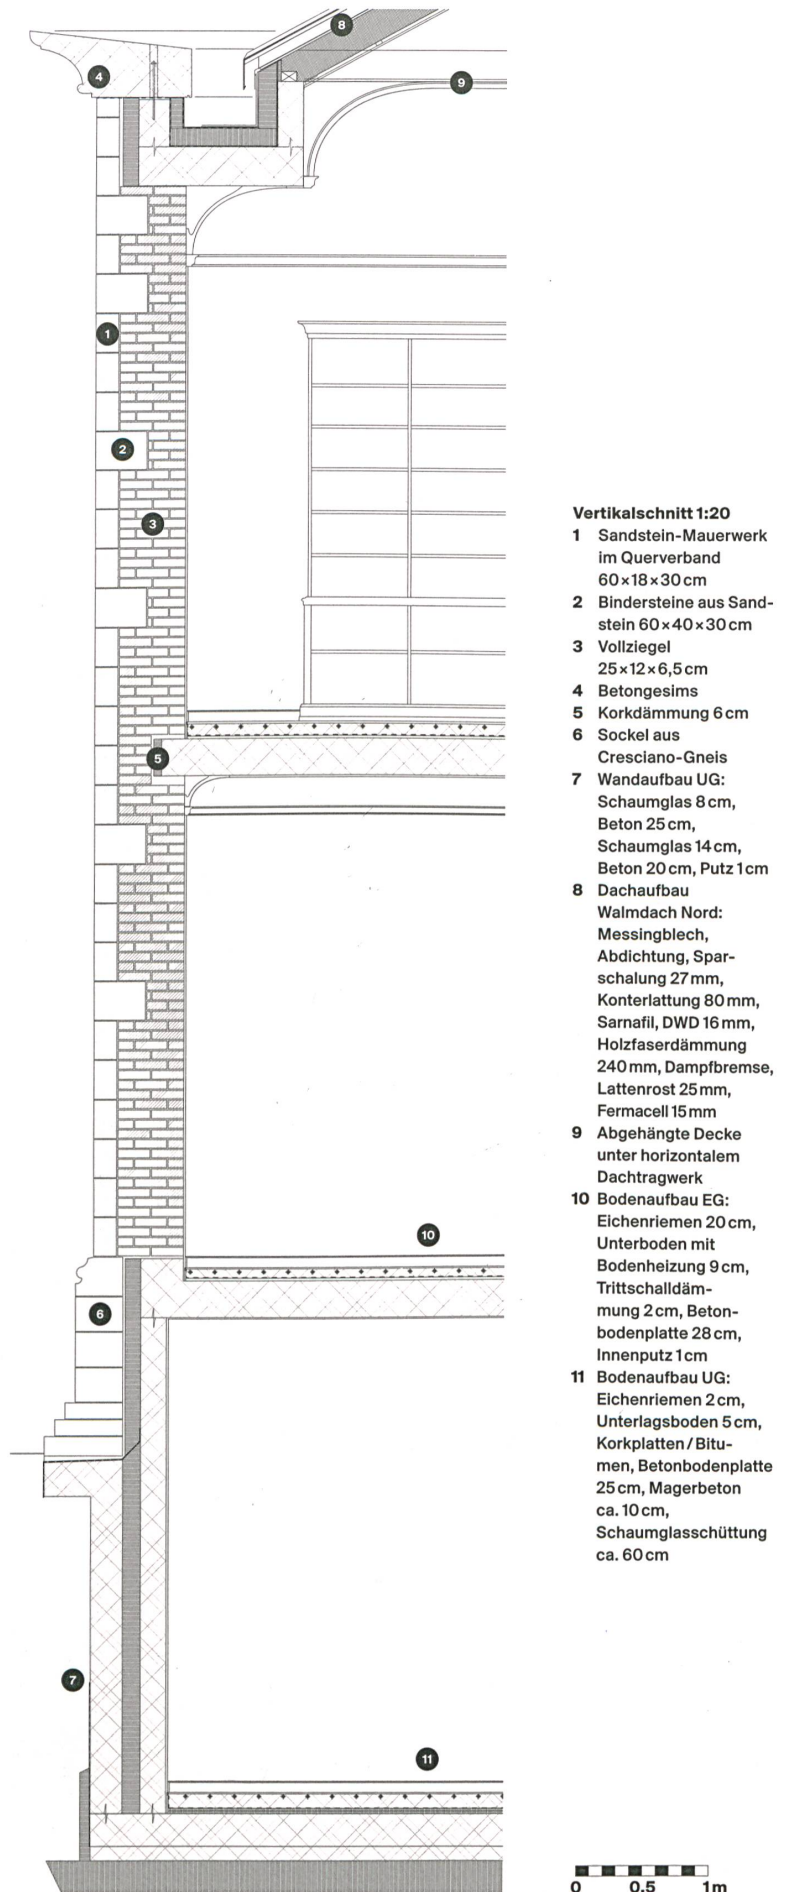 8
4
9
1
2
3
5
10
6
7
11
Vertikalschnitt 1:20
1 Sandstein-Mauerwerk
im Querverband
60×18×30 cm
2 Bindersteine aus Sand-
stein 60×40×30 cm
3 Vollziegel
25×12×6,5 cm
4 Betongesims
5 Korkdämmung 6 cm
6 Sockel aus
Cresciano-Gneis
7 Wandaufbau UG:
Schaumglas 8 cm,
Beton 25 cm,
Schaumglas 14 cm,
Beton 20 cm, Putz 1 cm
8 Dachaufbau
Walmdach Nord:
Messingblech,
Abdichtung, Spar-
schalung 27 mm,
Konterlattung 80 mm,
Sarnafil, DWD 16 mm,
Holzfaserdämmung
240 mm, Dampfbremse,
Lattenrost 25 mm,
Fermacell 15 mm
9 Abgehängte Decke
unter horizontalem
Dachtragwerk
10 Bodenaufbau EG:
Eichenriemen 20 cm,
Unterboden mit
Bodenheizung 9 cm,
Trittschalldäm-
mung 2 cm, Beton-
bodenplatte 28 cm,
Innenputz 1 cm
11 Bodenaufbau UG:
Eichenriemen 2 cm,
Unterlagsboden 5 cm,
Korkplatten / Bitu-
men, Betonbodenplatte
25 cm, Magerbeton
ca. 10 cm,
Schaumglasschüttung
ca. 60 cm
0 0,5 1m